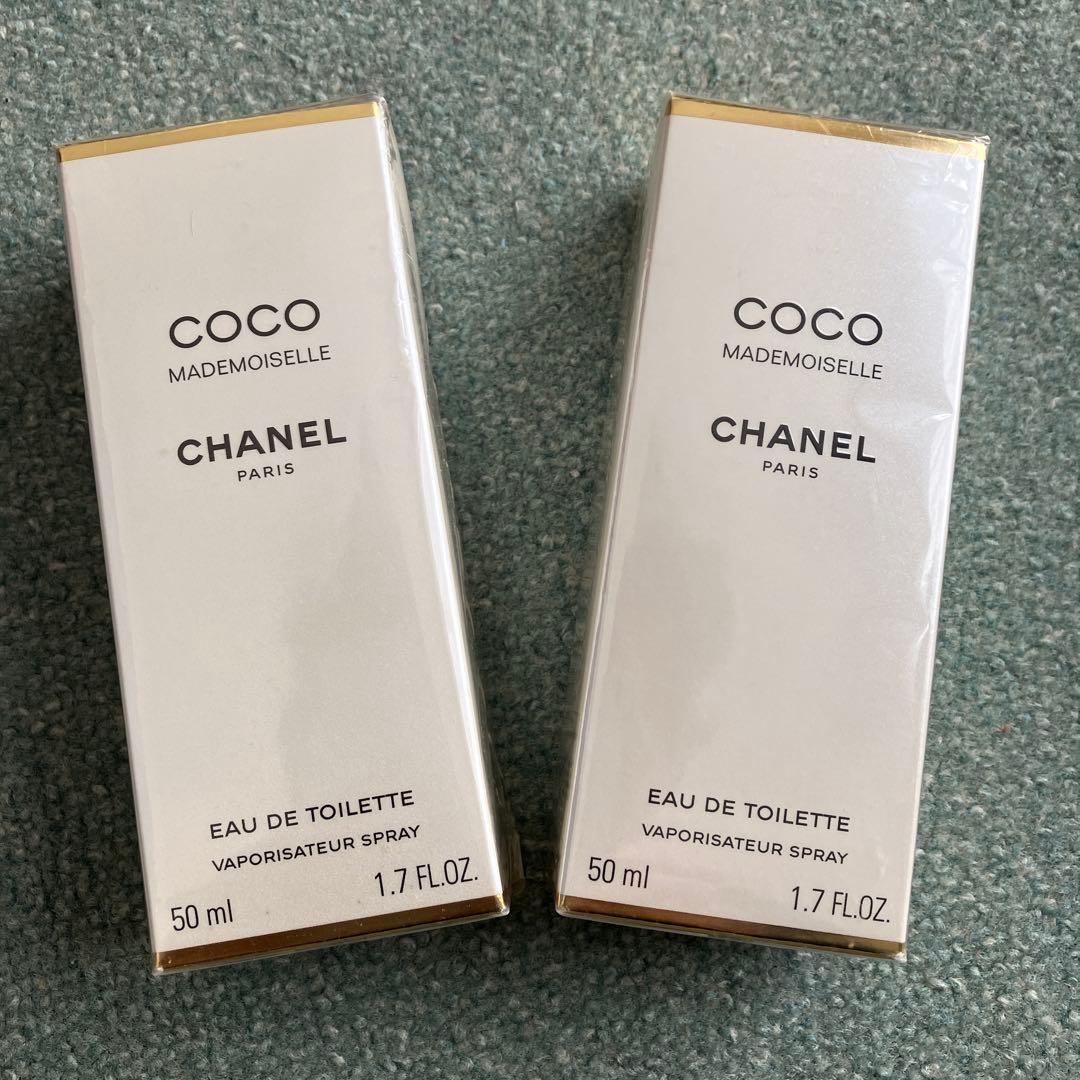 COCO
MADEMOISELLE
CHANEL
PARIS
EAU DE TOILETTE
VAPORISATEUR SPRAY
50 ml 1.7 FL.OZ.
COCO
MADEMOISELLE
CHANEL
PARIS
EAU DE TOILETTE
VAPORISATEUR SPRAY
50 ml 1.7 FL.OZ.